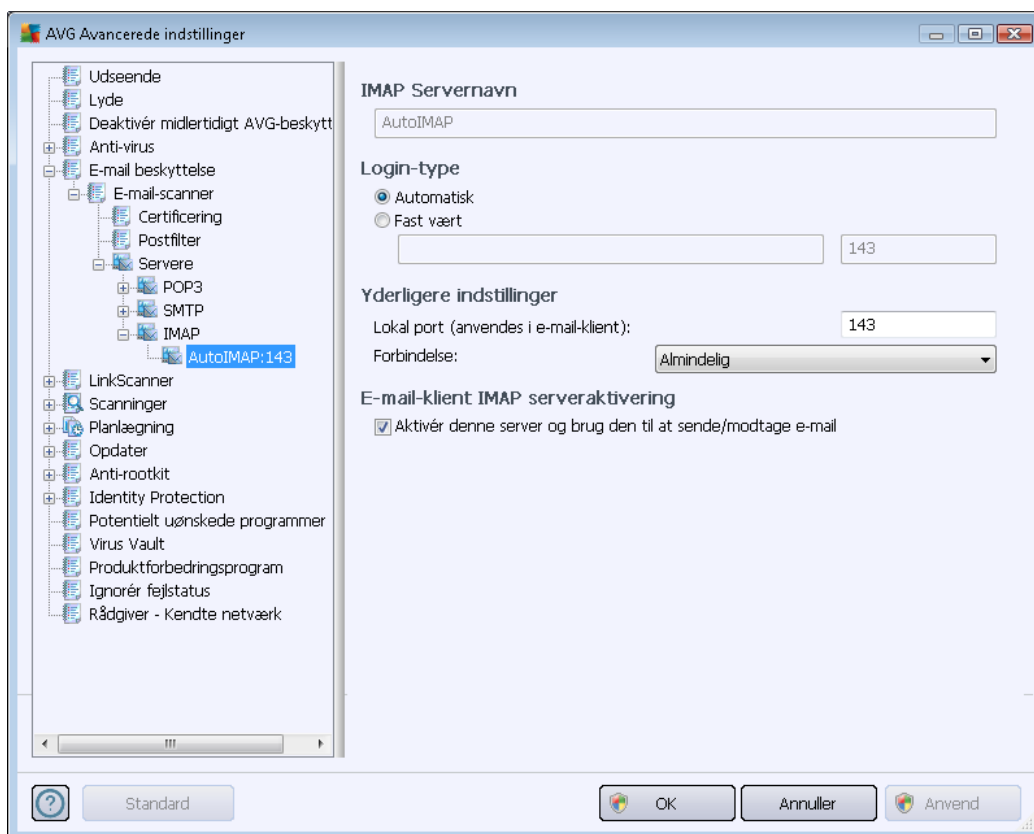 AVG Avancerede indstillinger
Udseende
Lyde
Deaktivér midlertidigt AVG-beskytt
Anti-virus
E-mail beskyttelse
E-mail-scanner
Certificering
Postfilter
Servere
POP3
SMTP
IMAP
AutoIMAP:143
LinkScanner
Scanninger
Planlægning
Opdater
Anti-rootkit
Identity Protection
Potentielt uønskede programmer
Virus Vault
Produktforbedringsprogram
Ignorér fejlstatus
Rådgiver - Kendte netværk
IMAP Servernavn
AutoIMAP
Login-type
Automatisk
Fast vært
143
Yderligere indstillinger
Lokal port (anvendes i e-mail-klient): 143
Forbindelse: Almindelig
E-mail-klient IMAP serveraktivering
Aktivér denne server og brug den til at sende/modtage e-mail
Standard OK Annuller Anvend